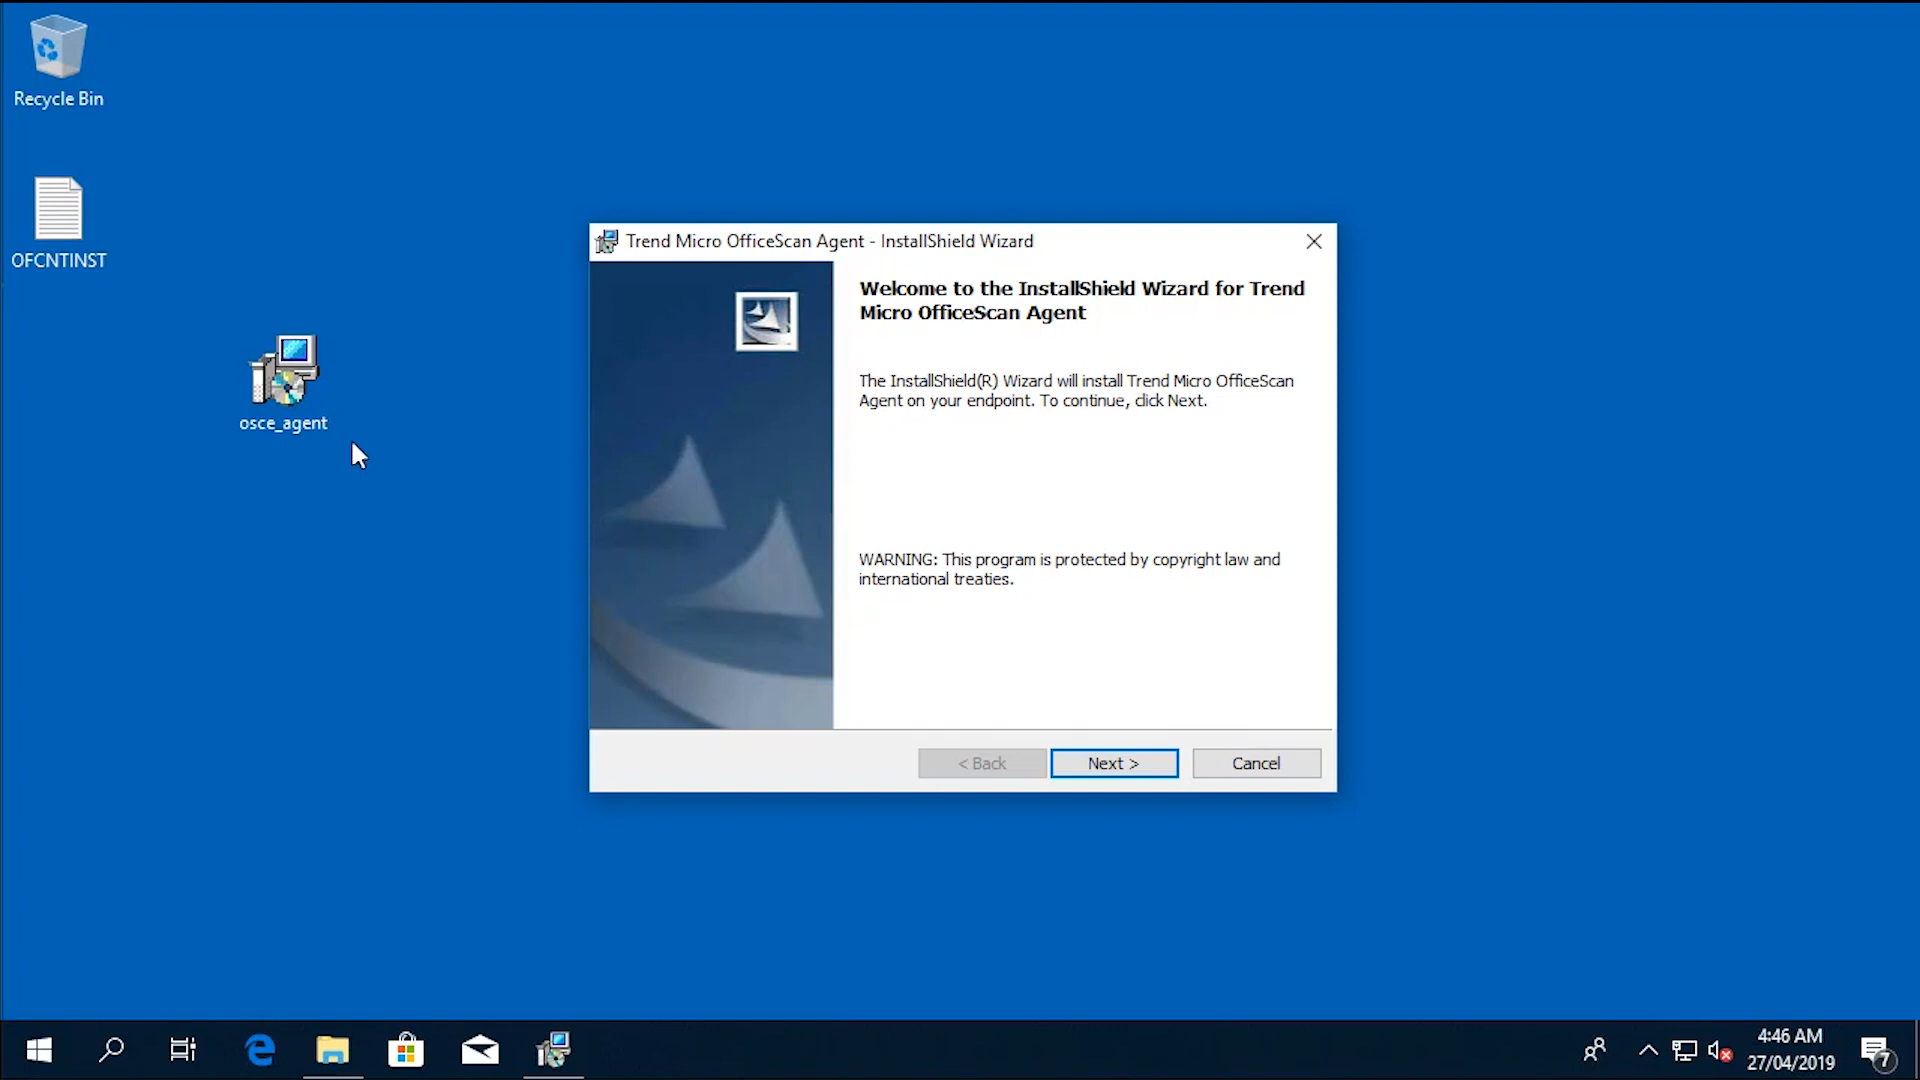 Recycle Bin
OFCNTINST
osce_agent
Trend Micro OfficeScan Agent - InstallShield Wizard
Welcome to the InstallShield Wizard for Trend
Micro OfficeScan Agent
The InstallShield(R) Wizard will install Trend Micro OfficeScan
Agent on your endpoint. To continue, click Next.
WARNING: This program is protected by copyright law and
international treaties.
< Back
Next >
Cancel
4:46 AM
27/04/2019
7